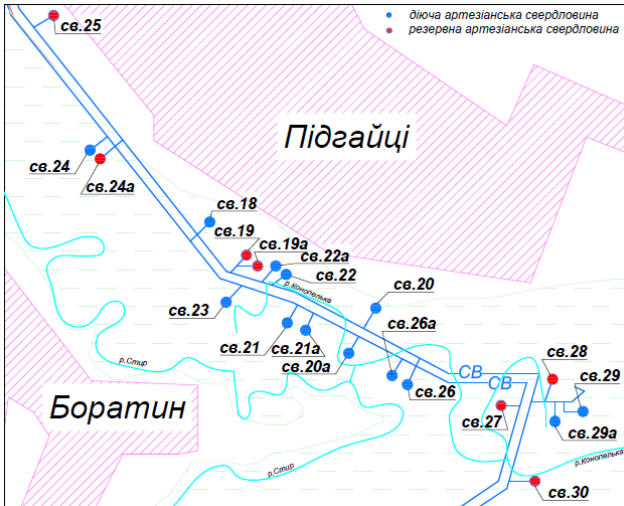 діюча артезіанська свердловина
резервна артезіанська свердловина
св.25
Підгайці
св.24
св.24а
св.18
св.19
св.19а
св.22а
св.22
св.20
р.Конопелька
св.23
св.26а
св.21
св.21а
св.20а
р.Стир
св.28
СВ
СВ
св.29
св.26
св.27
Боратин
св.29а
р.Стир
р.Конопелька
св.30